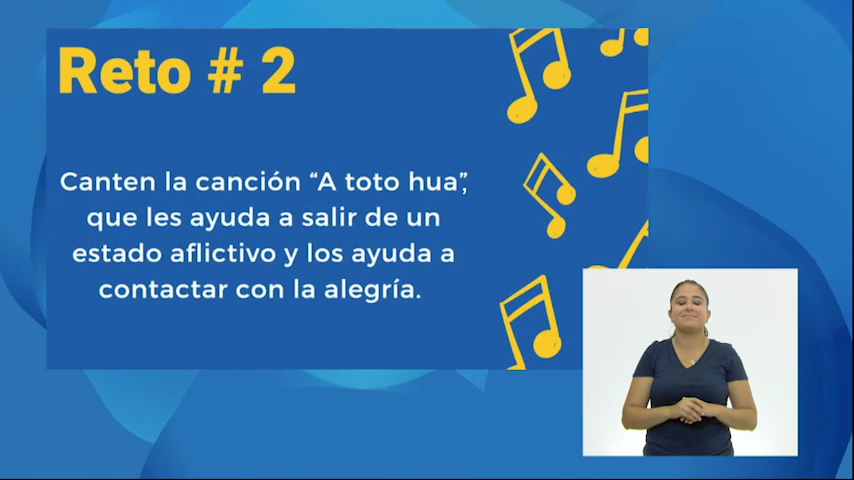 Reto # 2
Canten la canción “A toto hua”,
que les ayuda a salir de un
estado aflictivo y los ayuda a
contactar con la alegría.